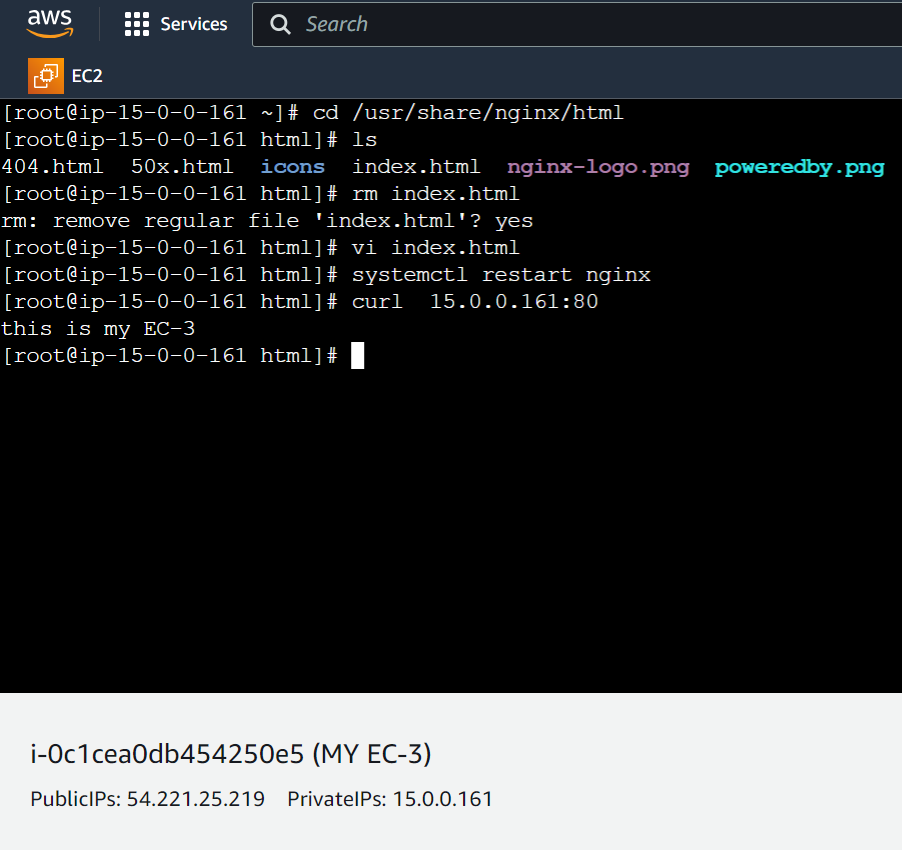 aws
Services
Search
EC2
[root@ip-15-0-0-161 ~]# cd /usr/share/nginx/html
[root@ip-15-0-0-161 html]# ls
404.html  50x.html  icons  index.html  nginx-logo.png  poweredby.png
[root@ip-15-0-0-161 html]# rm index.html
rm: remove regular file 'index.html'? yes
[root@ip-15-0-0-161 html]# vi index.html
[root@ip-15-0-0-161 html]# systemctl restart nginx
[root@ip-15-0-0-161 html]# curl  15.0.0.161:80
this is my EC-3
[root@ip-15-0-0-161 html]#
i-0c1cea0db454250e5 (MY EC-3)
PublicIPs: 54.221.25.219 PrivateIPs: 15.0.0.161